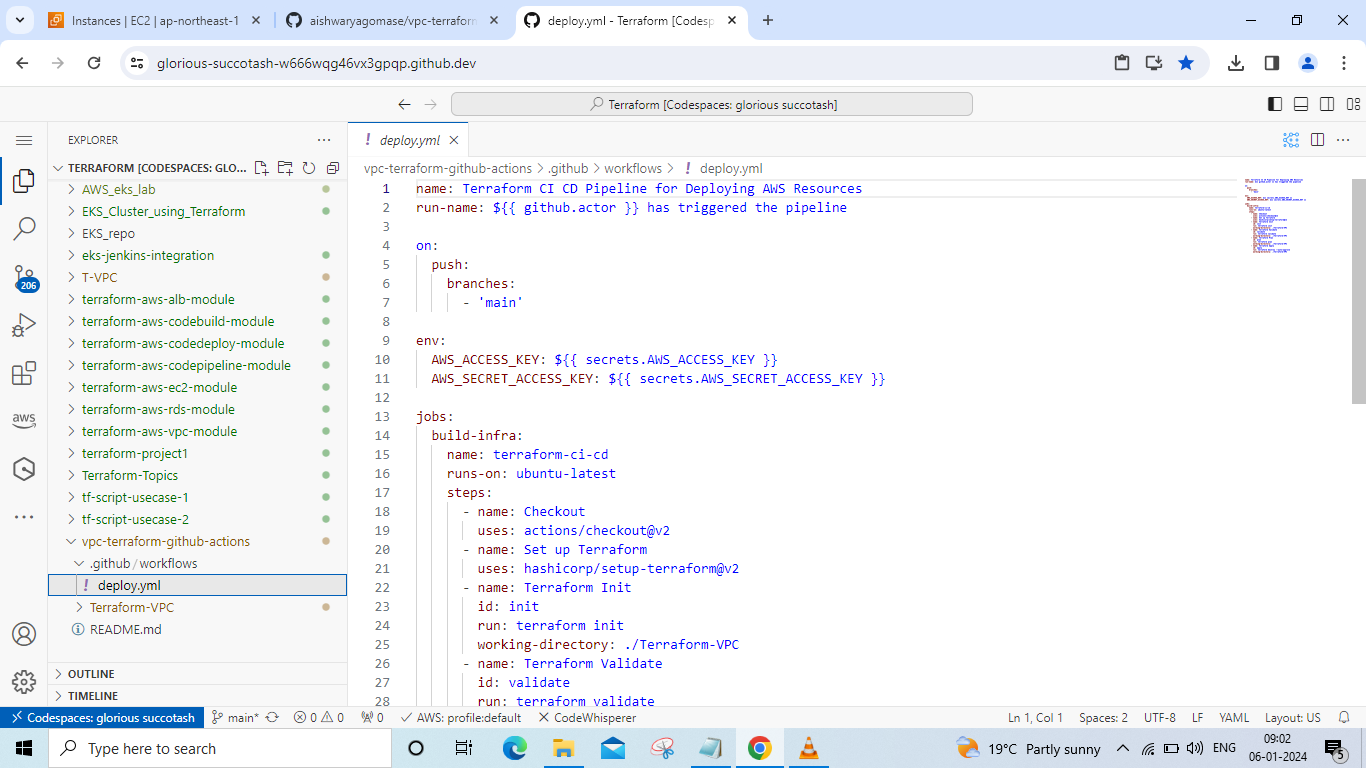 Instances | EC2 | ap-northeast-1
aishwaryagomase/vpc-terraform
deploy.yml - Terraform [Codesp
glorious-succotash-w666wqg46vx3gpqp.github.dev
Terraform [Codespaces: glorious succotash]
EXPLORER
TERRAFORM [CODESPACES: GLO...
AWS_eks_lab
EKS_Cluster_using_Terraform
EKS_repo
eks-jenkins-integration
T-VPC
terraform-aws-alb-module
terraform-aws-codebuild-module
terraform-aws-codedeploy-module
terraform-aws-codepipeline-module
terraform-aws-ec2-module
terraform-aws-rds-module
terraform-aws-vpc-module
terraform-project1
Terraform-Topics
tf-script-usecase-1
tf-script-usecase-2
vpc-terraform-github-actions
.github / workflows
! deploy.yml
Terraform-VPC
README.md
OUTLINE
TIMELINE
206
aws
! deploy.yml
vpc-terraform-github-actions > .github > workflows > ! deploy.yml
1 name: Terraform CI CD Pipeline for Deploying AWS Resources
2 run-name: ${{ github.actor }} has triggered the pipeline
3
4 on:
5   push:
6     branches:
7       - 'main'
8
9 env:
10   AWS_ACCESS_KEY: ${{ secrets.AWS_ACCESS_KEY }}
11   AWS_SECRET_ACCESS_KEY: ${{ secrets.AWS_SECRET_ACCESS_KEY }}
12
13 jobs:
14   build-infra:
15     name: terraform-ci-cd
16     runs-on: ubuntu-latest
17     steps:
18       - name: Checkout
19         uses: actions/checkout@v2
20       - name: Set up Terraform
21         uses: hashicorp/setup-terraform@v2
22       - name: Terraform Init
23         id: init
24         run: terraform init
25         working-directory: ./Terraform-VPC
26       - name: Terraform Validate
27         id: validate
28         run: terraform validate
Codespaces: glorious succotash
main*
0 0
0
AWS: profile:default
CodeWhisperer
Ln 1, Col 1
Spaces: 2
UTF-8
LF
YAML
Layout: US
Type here to search
19°C Partly sunny
ENG
09:02
06-01-2024
5